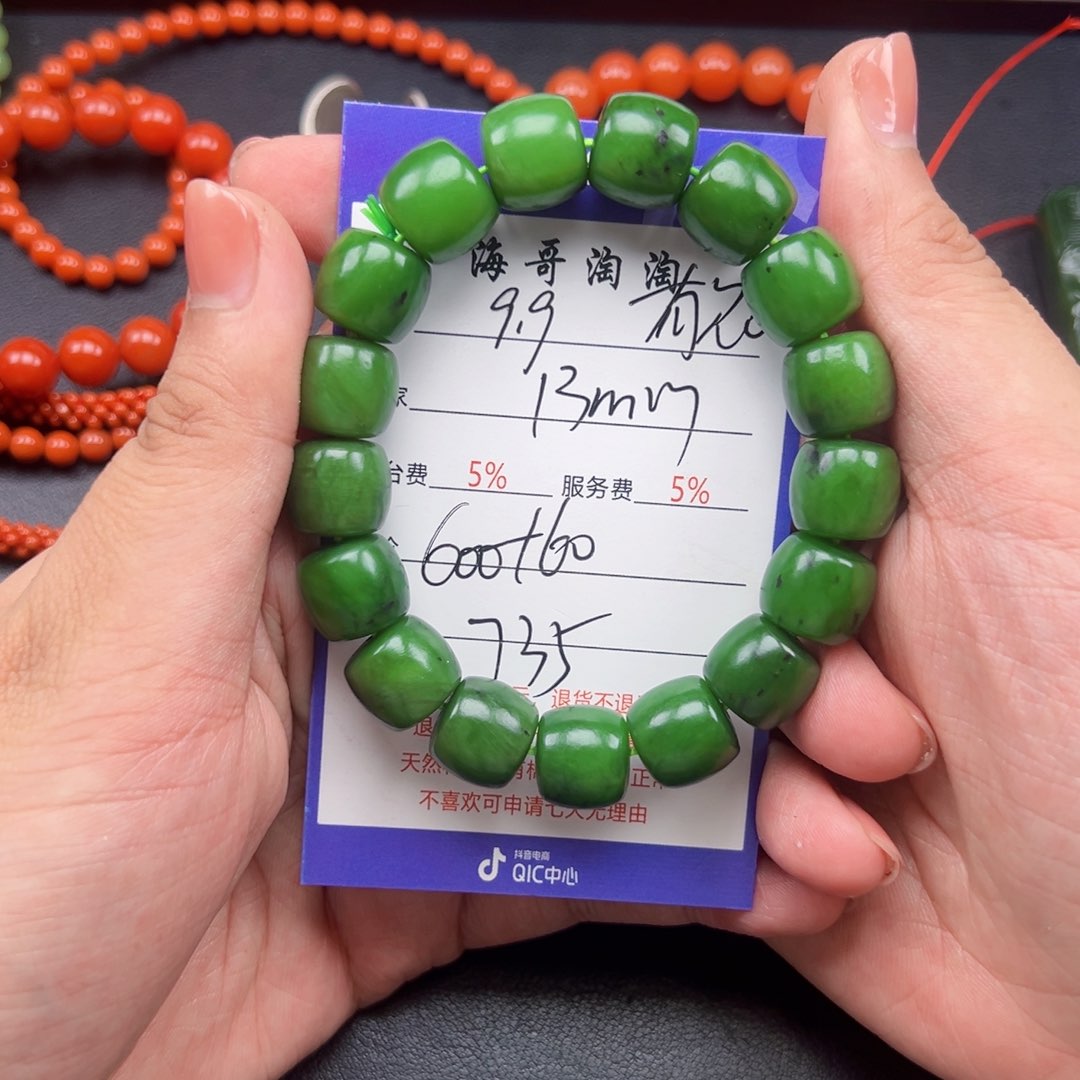 海哥淘淘
9.9
家 13mm
台费 5% 服务费 5%
600+60
735
退货不退
退
天然
不喜欢可申请七天无理由
抖音电商
QIC中心